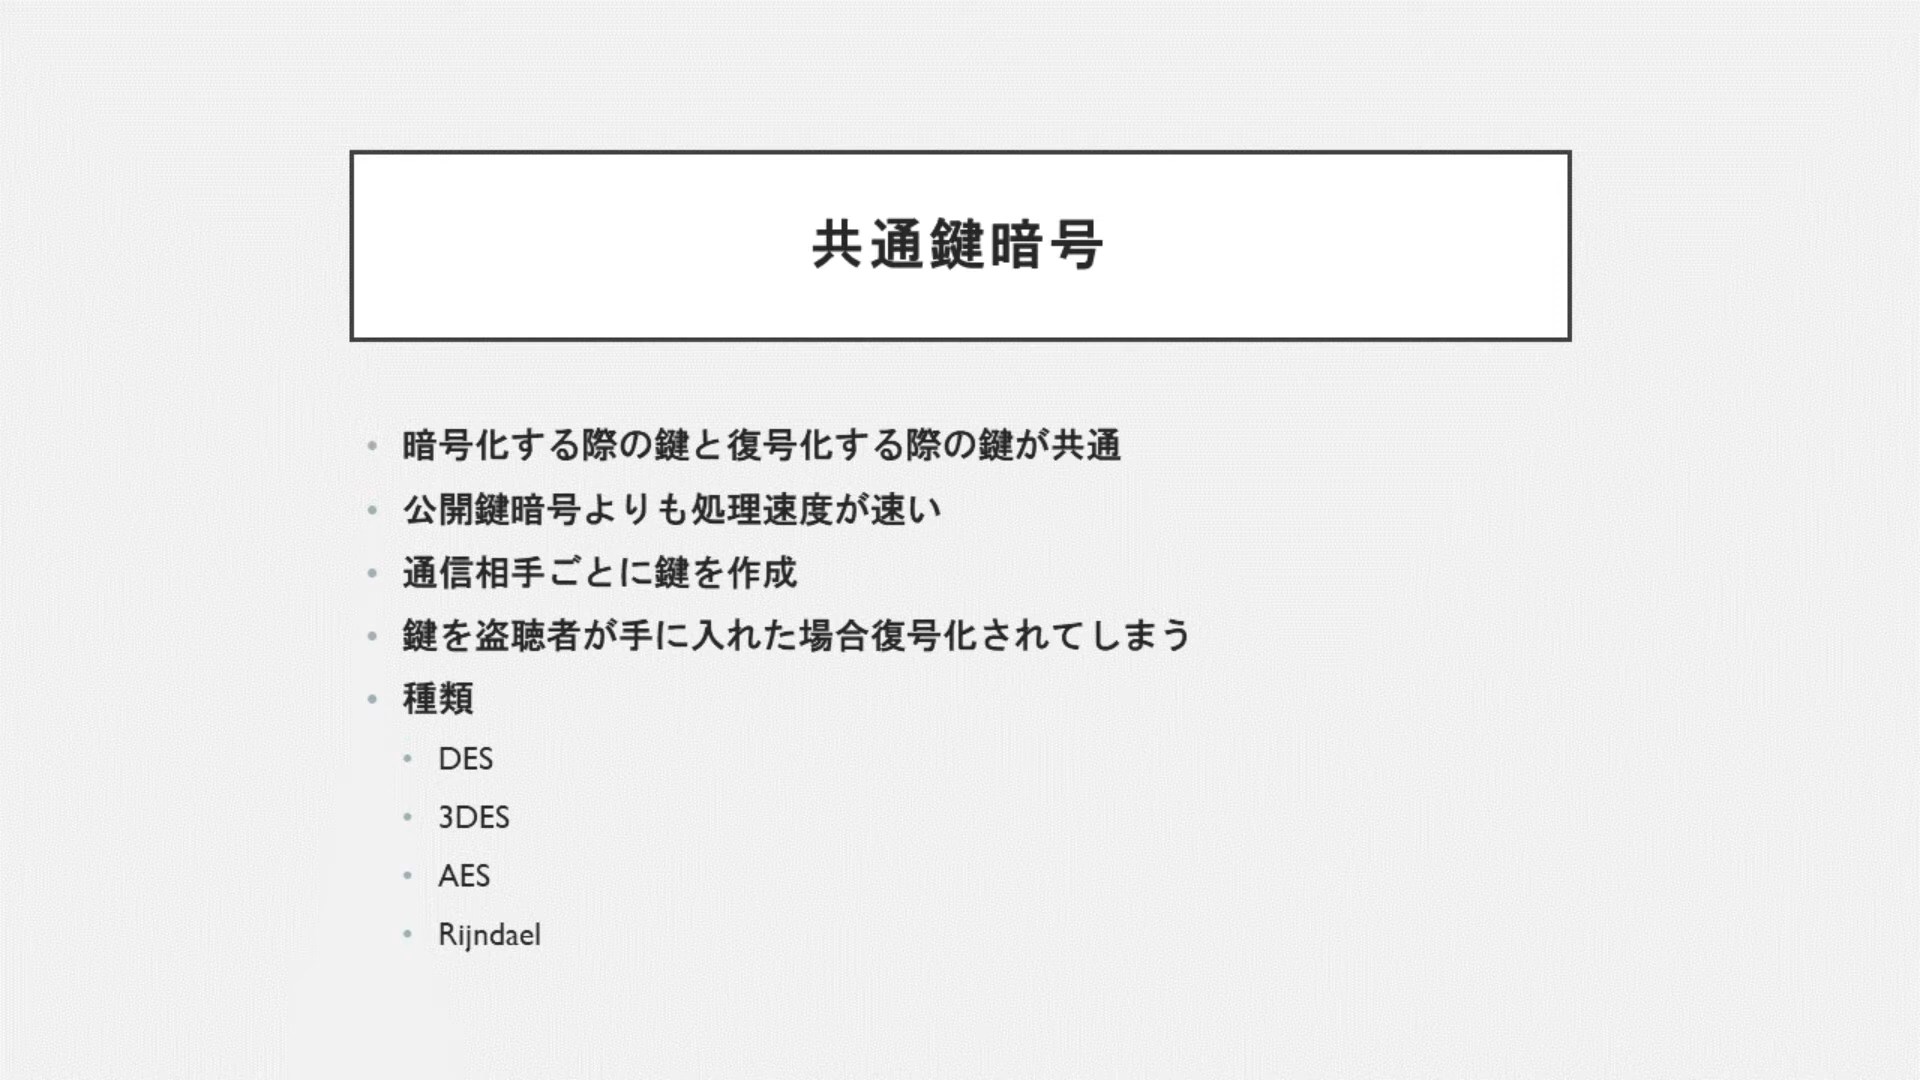 共通鍵暗号
• 暗号化する際の鍵と復号化する際の鍵が共通
• 公開鍵暗号よりも処理速度が速い
• 通信相手ごとに鍵を作成
• 鍵を盗聴者が手に入れた場合復号化されてしまう
• 種類
• DES
• 3DES
• AES
• Rijndael